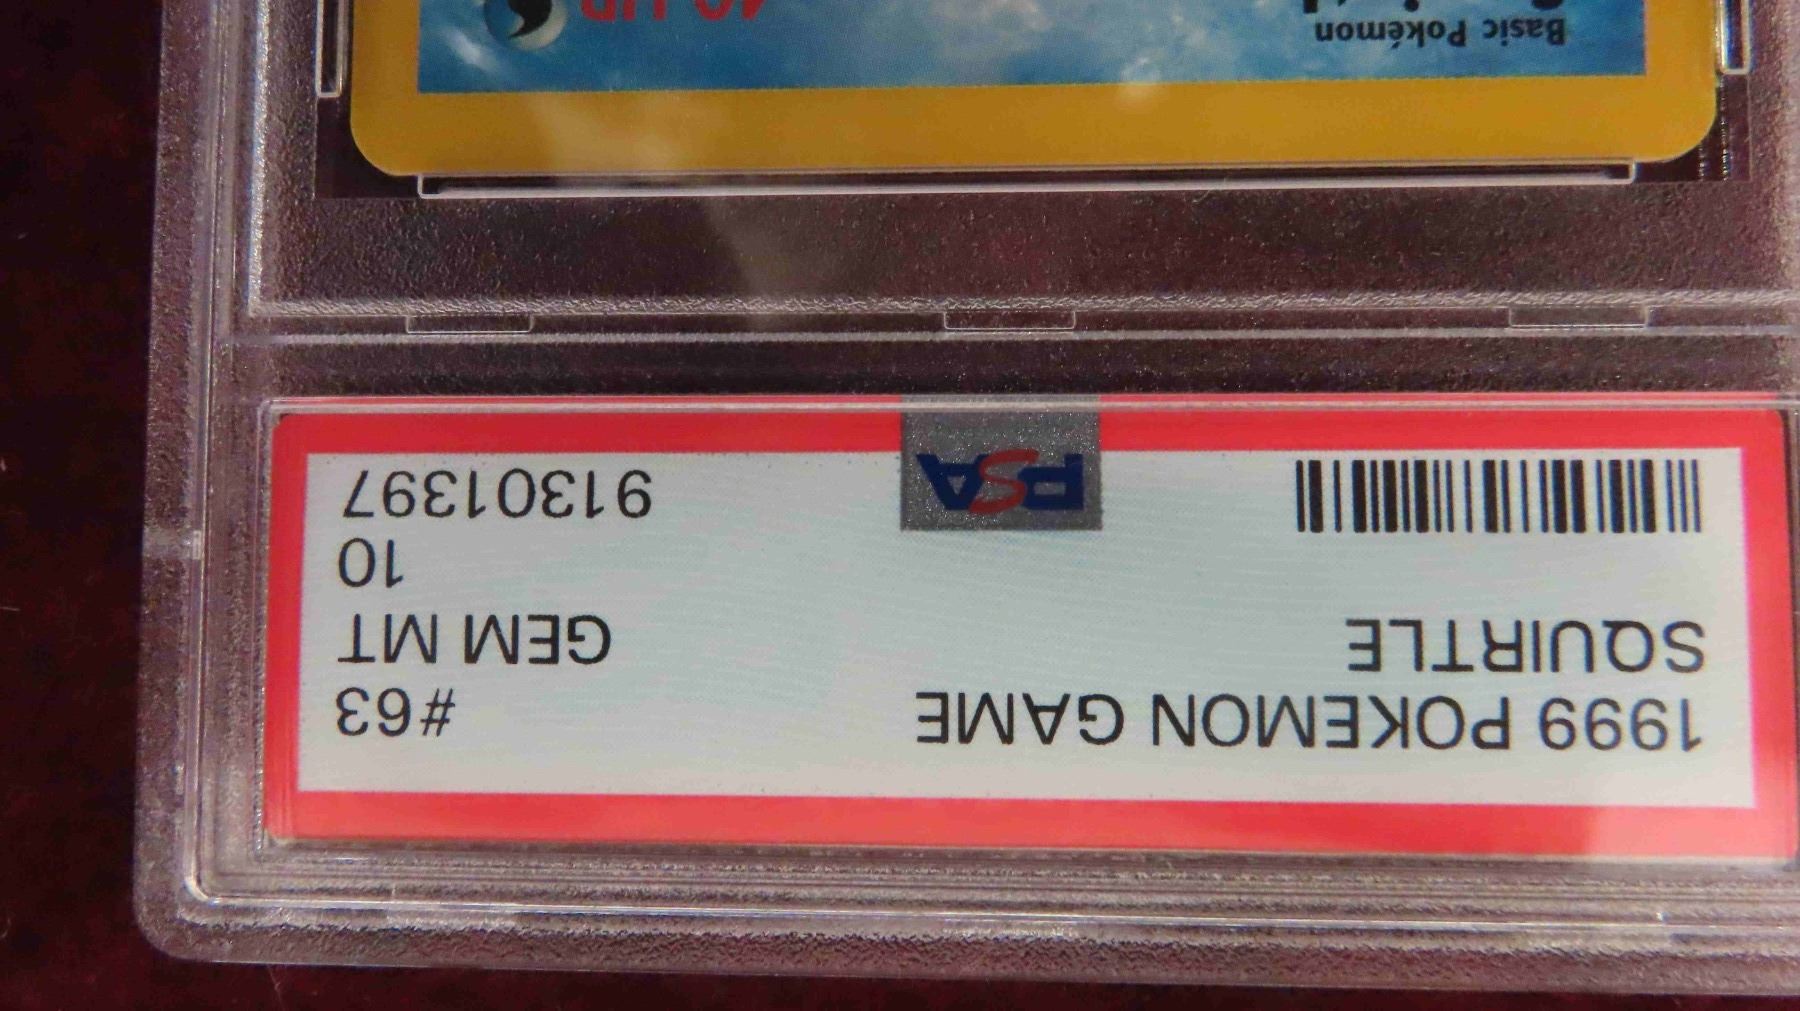 1999 POKEMON GAME #63
SQUIRTLE GEM MT
10
PSA 91301397
Basic Pokémon
40 HP